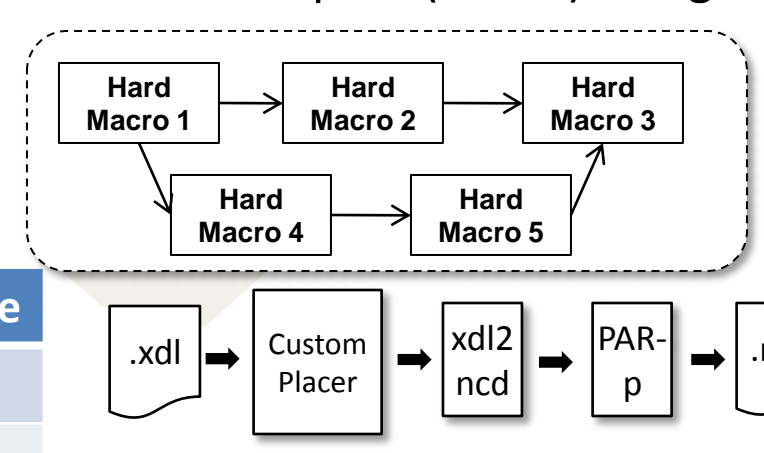 Hard
Macro 1
Hard
Macro 2
Hard
Macro 3
Hard
Macro 4
Hard
Macro 5
e
.xdl
Custom
Placer
xdl2
ncd
PAR-
p